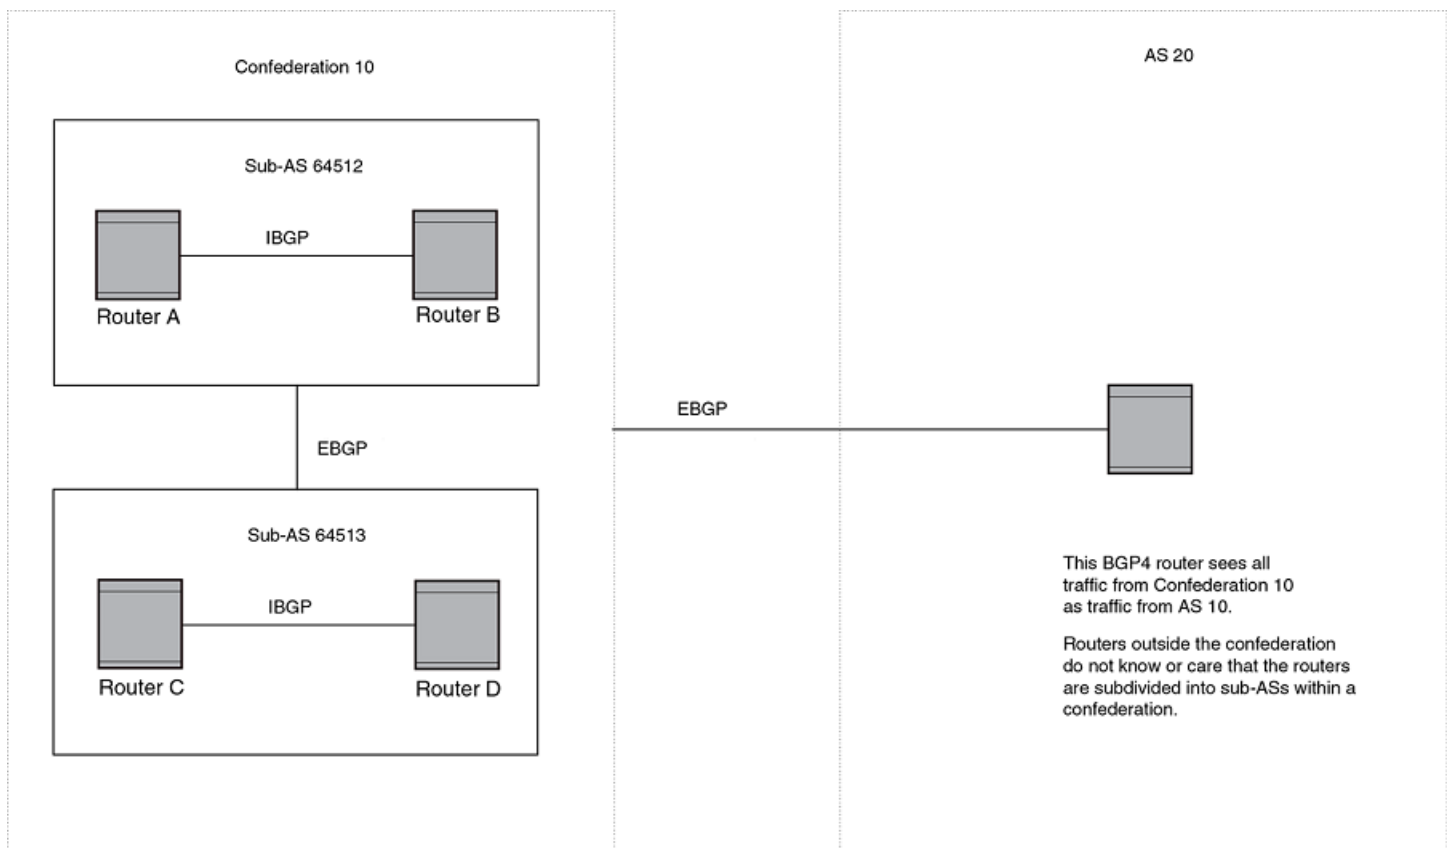 Confederation 10
AS 20
Sub-AS 64512
IBGP
Router A
Router B
EBGP
EBGP
Sub-AS 64513
IBGP
Router C
Router D
This BGP4 router sees all
traffic from Confederation 10
as traffic from AS 10.
Routers outside the confederation
do not know or care that the routers
are subdivided into sub-ASs within a
confederation.